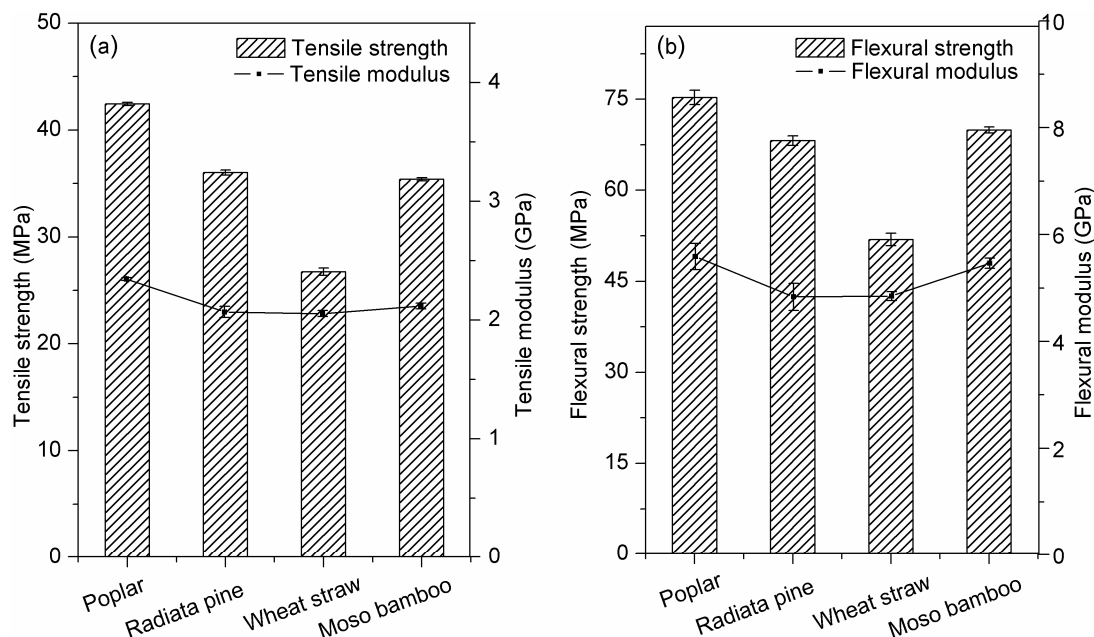 (a)
Tensile strength
Tensile modulus
50
40
30
20
10
0
Tensile strength (MPa)
4
3
2
1
0
Tensile modulus (GPa)
Poplar
Radiata pine
Wheat straw
Moso bamboo
(b)
Flexural strength
Flexural modulus
75
60
45
30
15
0
Flexural strength (MPa)
10
8
6
4
2
0
Flexural modulus (GPa)
Poplar
Radiata pine
Wheat straw
Moso bamboo